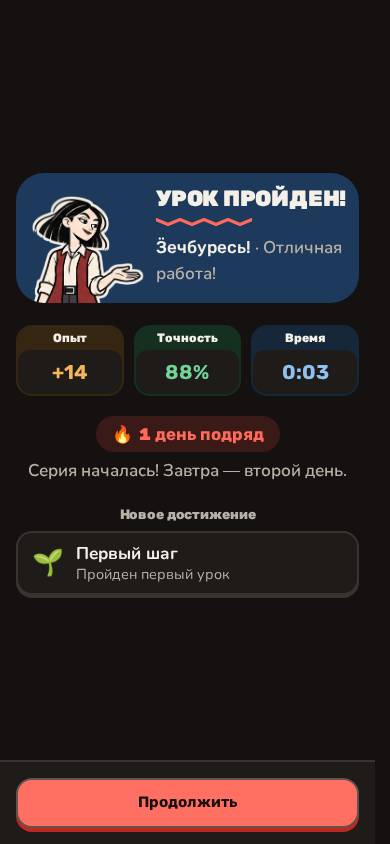 УРОК ПРОЙДЕН!
Ӟечбуресь! · Отличная
работа!
Опыт
Точность
Время
+14
88%
0:03
🔥 1 день подряд
Серия началась! Завтра — второй день.
Новое достижение
Первый шаг
Пройден первый урок
Продолжить